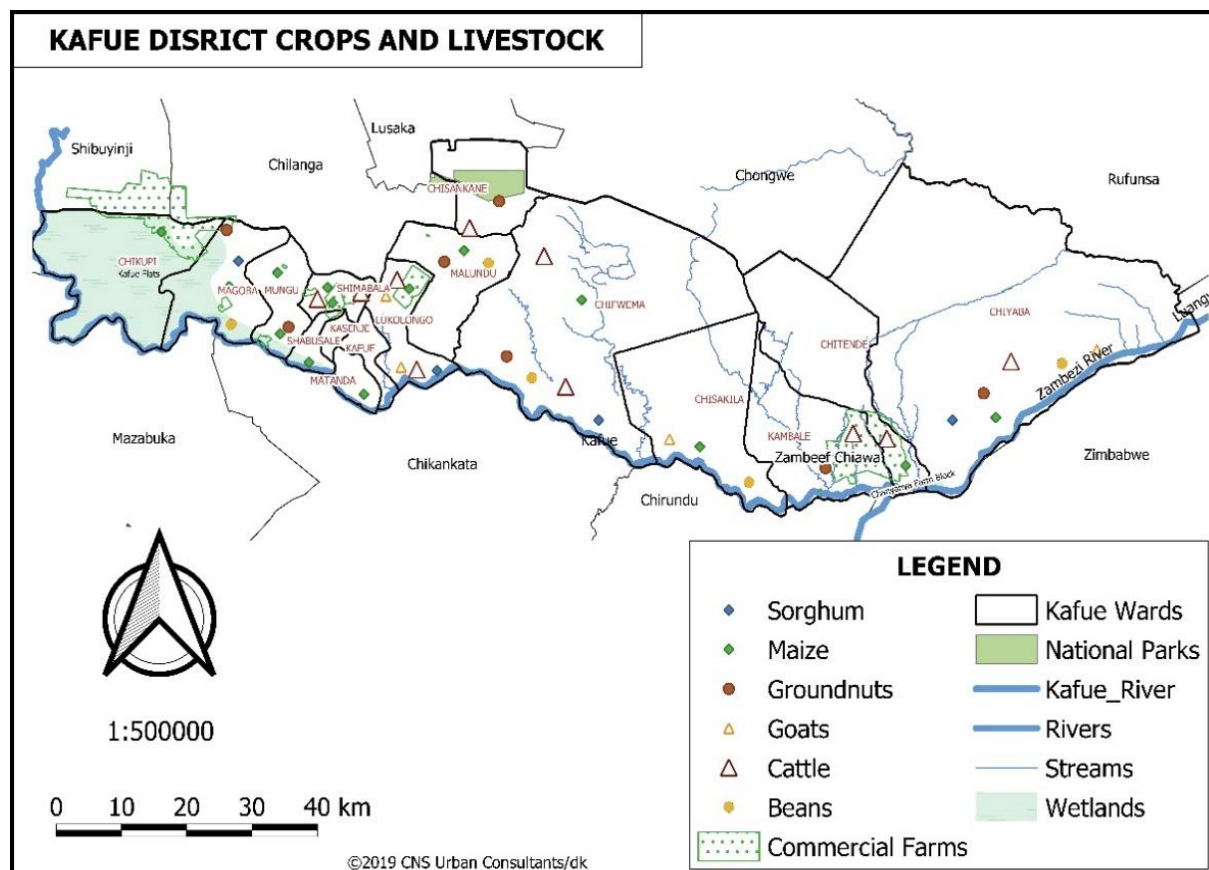 KAFUE DISRICT CROPS AND LIVESTOCK
Lusaka
Shibuyinji
Chilanga
Chongwe
Rufunsa
CHISANKANE
CHIKUPI
Kafue Flats
MAGOBA
MUNGU
SHIMABALA
MALUNDU
LUKOLONGO
KASENJE
SHABUSALE
KAFUE
MATANDA
CHIFWEMA
CHITENDE
CHIYABA
Zambezi River
CHISAKILA
KAMBALE
Kafue
Zambeef Chiawa
Mazabuka
Chikankata
Chirundu
Zimbabwe
1:500000
0 10 20 30 40 km
©2019 CNS Urban Consultants/dk
LEGEND
Sorghum
Maize
Groundnuts
Goats
Cattle
Beans
Commercial Farms
Kafue Wards
National Parks
Kafue_River
Rivers
Streams
Wetlands